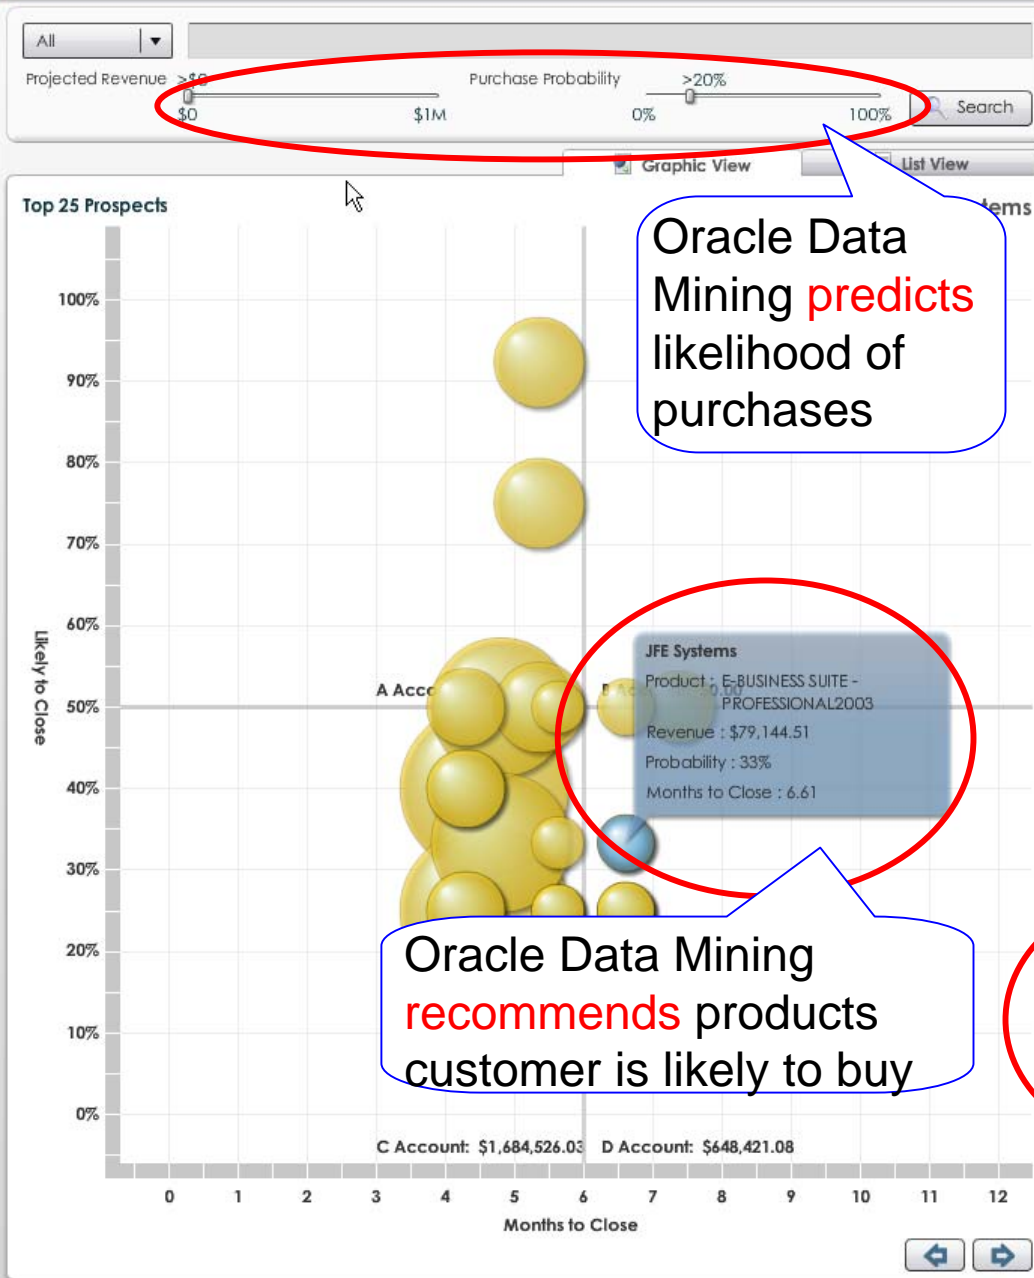 All
Projected Revenue >$0
$0 $1M
Purchase Probability >20%
0% 100%
Search
Graphic View
List View
Top 25 Prospects
tems
Oracle Data
Mining predicts
likelihood of
purchases
100%
90%
80%
70%
60%
50%
40%
30%
20%
10%
0%
Likely to Close
A Acco
JFE Systems
Product : E-BUSINESS SUITE -
PROFESSIONAL2003
Revenue : $79,144.51
Probability : 33%
Months to Close : 6.61
Oracle Data Mining
recommends products
customer is likely to buy
C Account: $1,684,526.03 D Account: $648,421.08
0 1 2 3 4 5 6 7 8 9 10 11 12
Months to Close